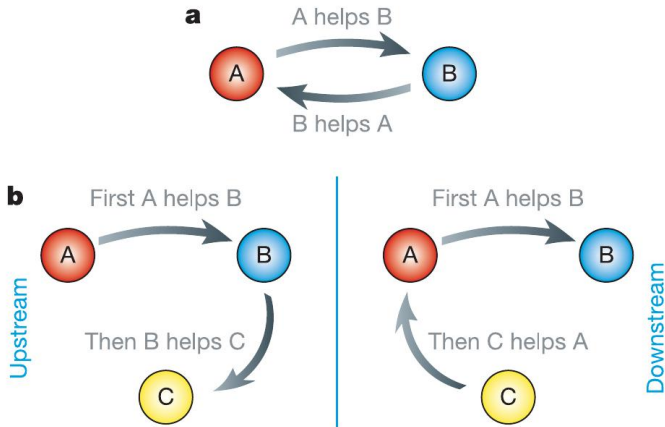 a
A helps B
A
B
B helps A
b
First A helps B
A
B
Then B helps C
C
Upstream
First A helps B
A
B
Then C helps A
C
Downstream